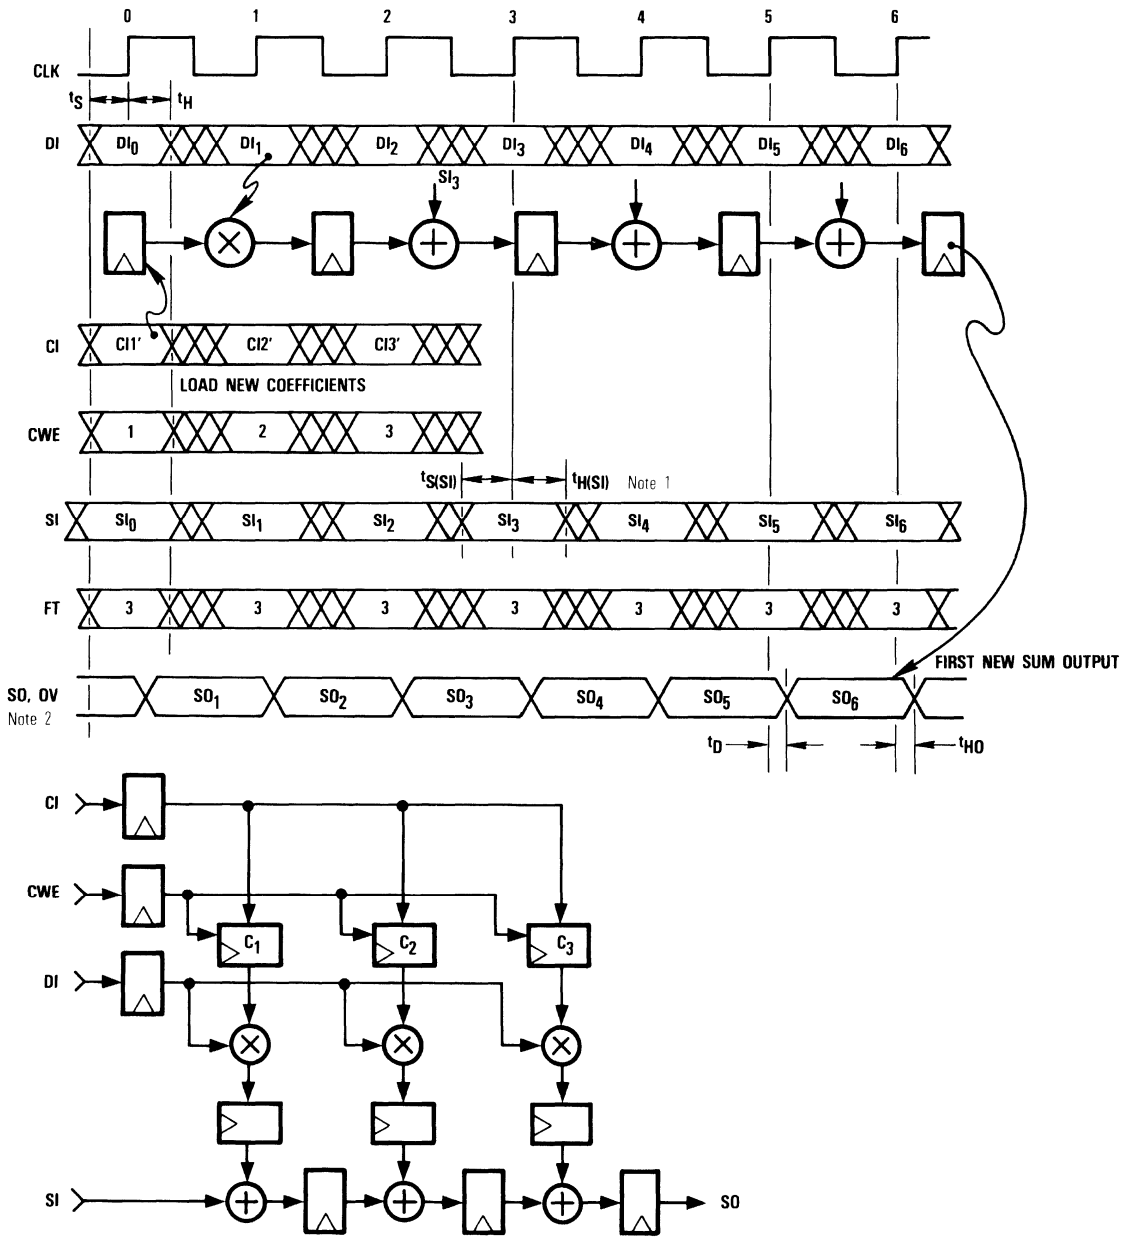 0 1 2 3 4 5 6
CLK
tS tH
DI DI0 DI1 DI2 DI3 DI4 DI5 DI6
SI3
CI CI1' CI2' CI3'
LOAD NEW COEFFICIENTS
CWE 1 2 3
tS(SI) tH(SI) Note 1
SI SI0 SI1 SI2 SI3 SI4 SI5 SI6
FT 3 3 3 3 3 3 3
FIRST NEW SUM OUTPUT
SO, OV SO1 SO2 SO3 SO4 SO5 SO6
Note 2
tD tHO
CI
CWE
C1 C2 C3
DI
SI SO